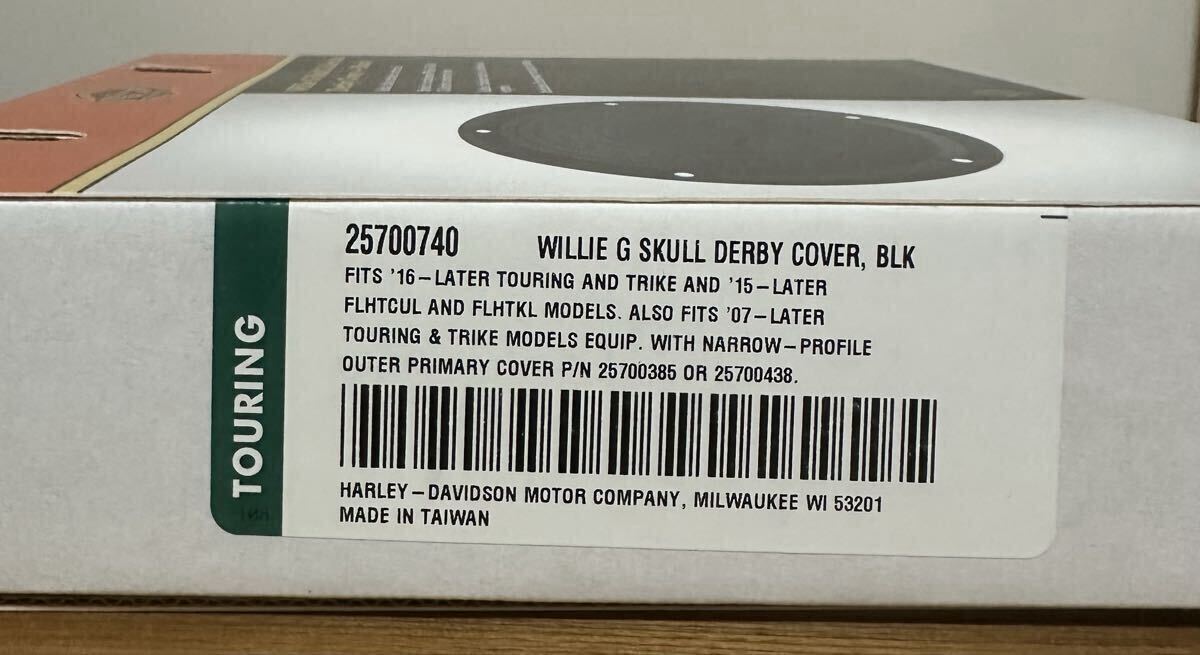 25700740 WILLIE G SKULL DERBY COVER, BLK
FITS '16-LATER TOURING AND TRIKE AND '15-LATER
FLHTCUL AND FLHTKL MODELS. ALSO FITS '07-LATER
TOURING & TRIKE MODELS EQUIP. WITH NARROW-PROFILE
OUTER PRIMARY COVER P/N 25700385 OR 25700438.
HARLEY-DAVIDSON MOTOR COMPANY, MILWAUKEE WI 53201
MADE IN TAIWAN
TOURING